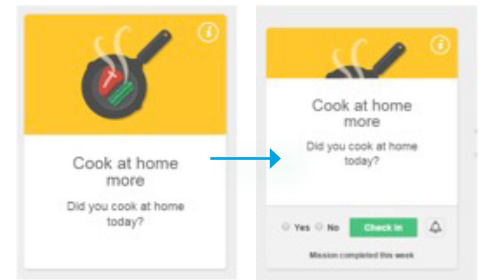 Cook at home
more
Did you cook at home
today?
Cook at home
more
Did you cook at home
today?
Yes No Check in
Mission completed this week